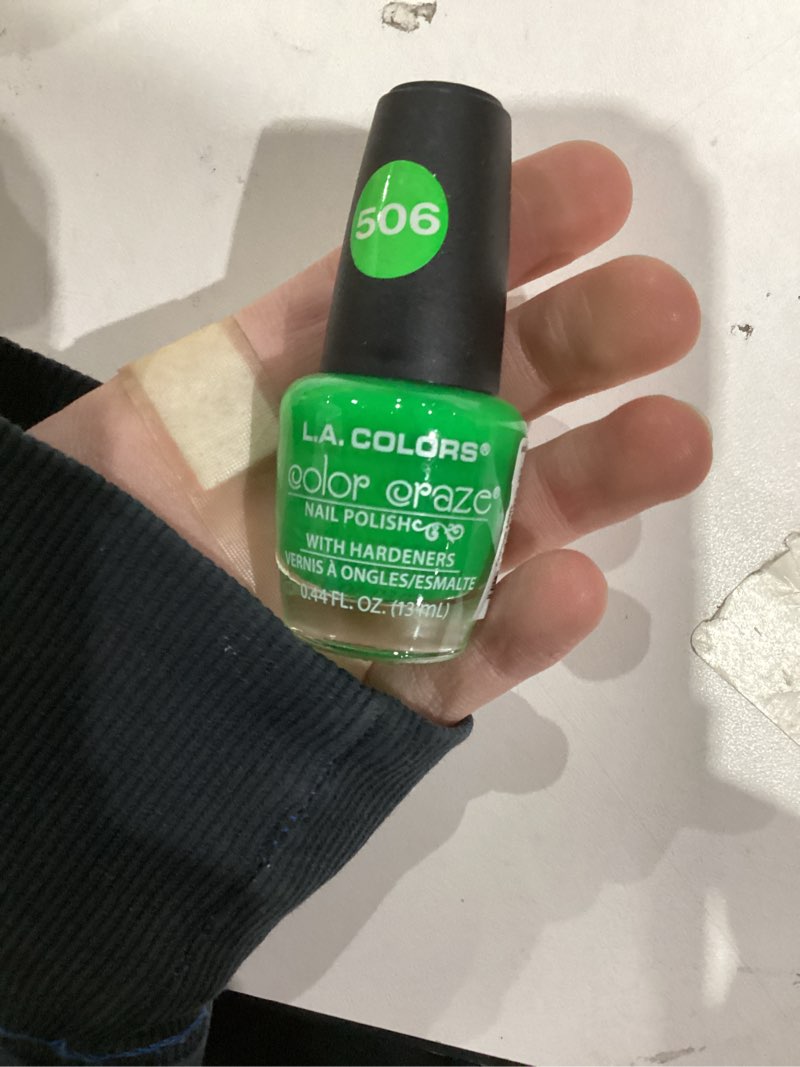 506
L.A. COLORS®
color craze®
NAIL POLISH
WITH HARDENERS
VERNIS À ONGLES/ESMALTE
0.44 FL. OZ. (13 mL)